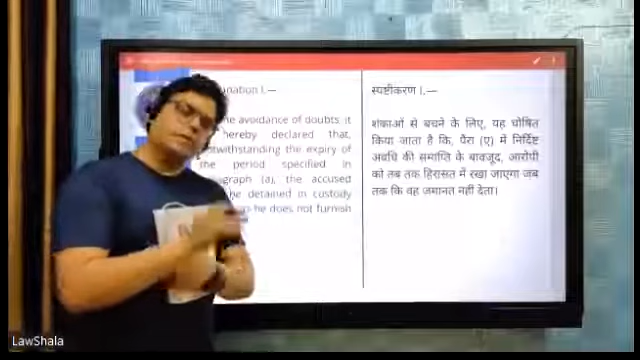 anation I.—
he avoidance of doubts, it
hereby declared that,
otwithstanding the expiry of
the period specified in
agraph (a), the accused
be detained in custody
he does not furnish
स्पष्टीकरण I.—
शंकाओं से बचने के लिए, यह घोषित
किया जाता है कि, पैरा (ए) में निर्दिष्ट
अवधि की समाप्ति के बावजूद, आरोपी
को तब तक हिरासत में रखा जाएगा जब
तक कि वह जमानत नहीं देता।
LawShala